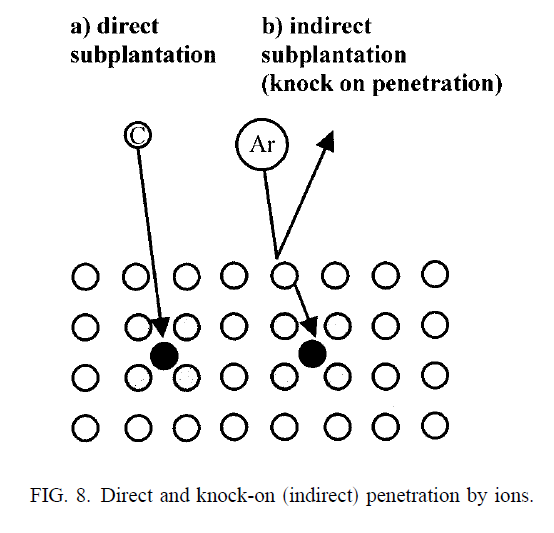 a) direct
subplantation
b) indirect
subplantation
(knock on penetration)
C
Ar
FIG. 8. Direct and knock-on (indirect) penetration by ions.